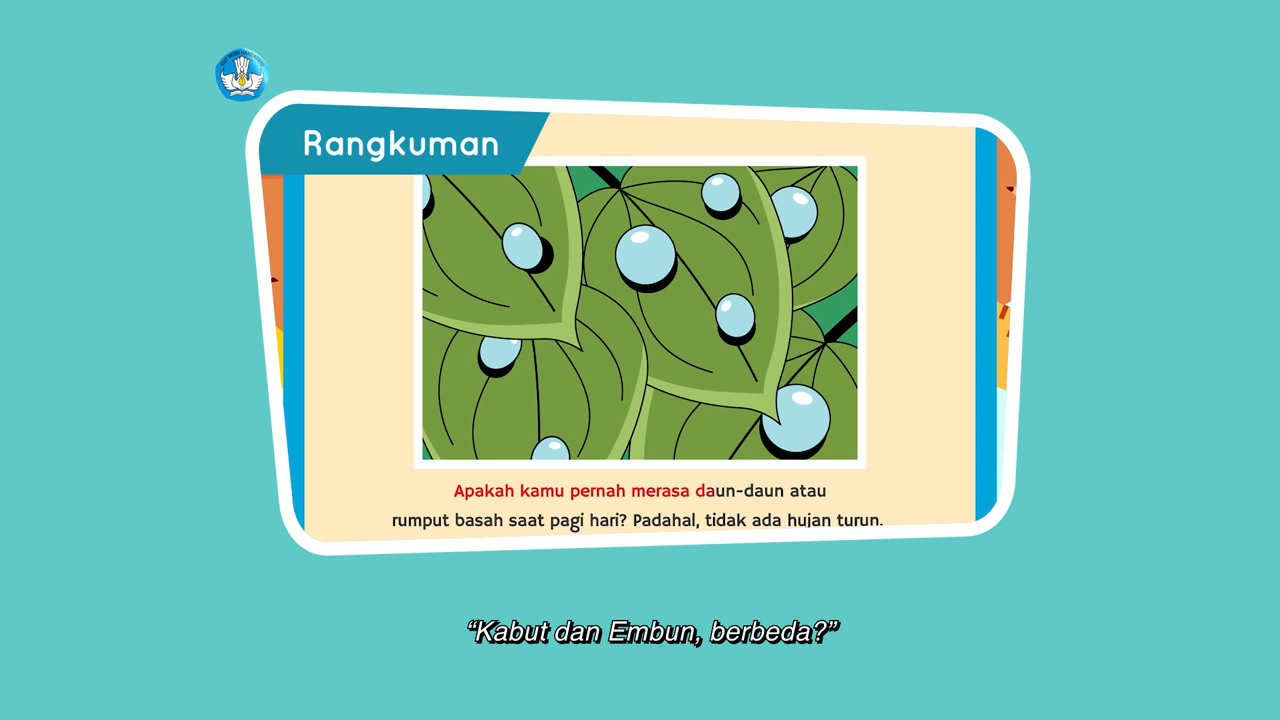 Rangkuman
Apakah kamu pernah merasa daun-daun atau
rumput basah saat pagi hari? Padahal, tidak ada hujan turun.
“Kabut dan Embun, berbeda?”